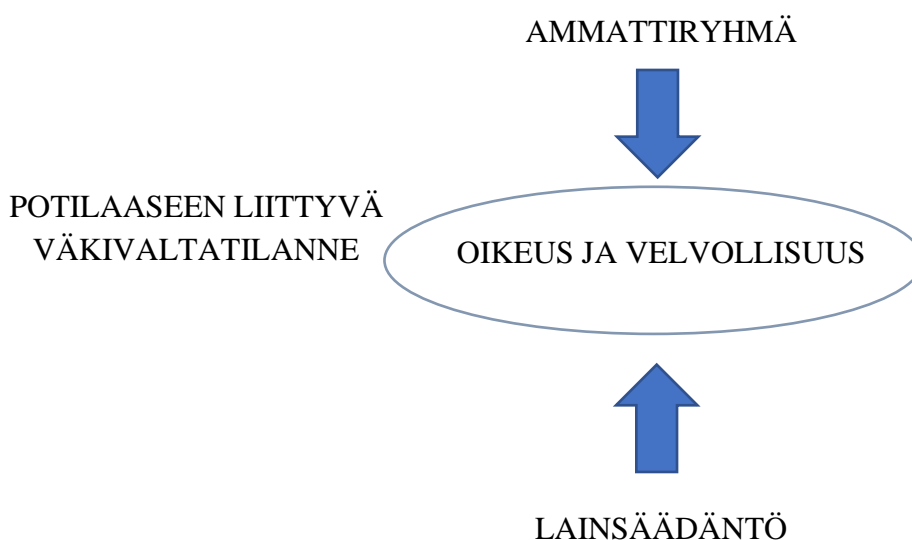 AMMATTIRYHMÄ
POTILAASEEN LIITTYVÄ
VÄKIVALTATILANNE
OIKEUS JA VELVOLLISUUS
LAINSÄÄDÄNTÖ